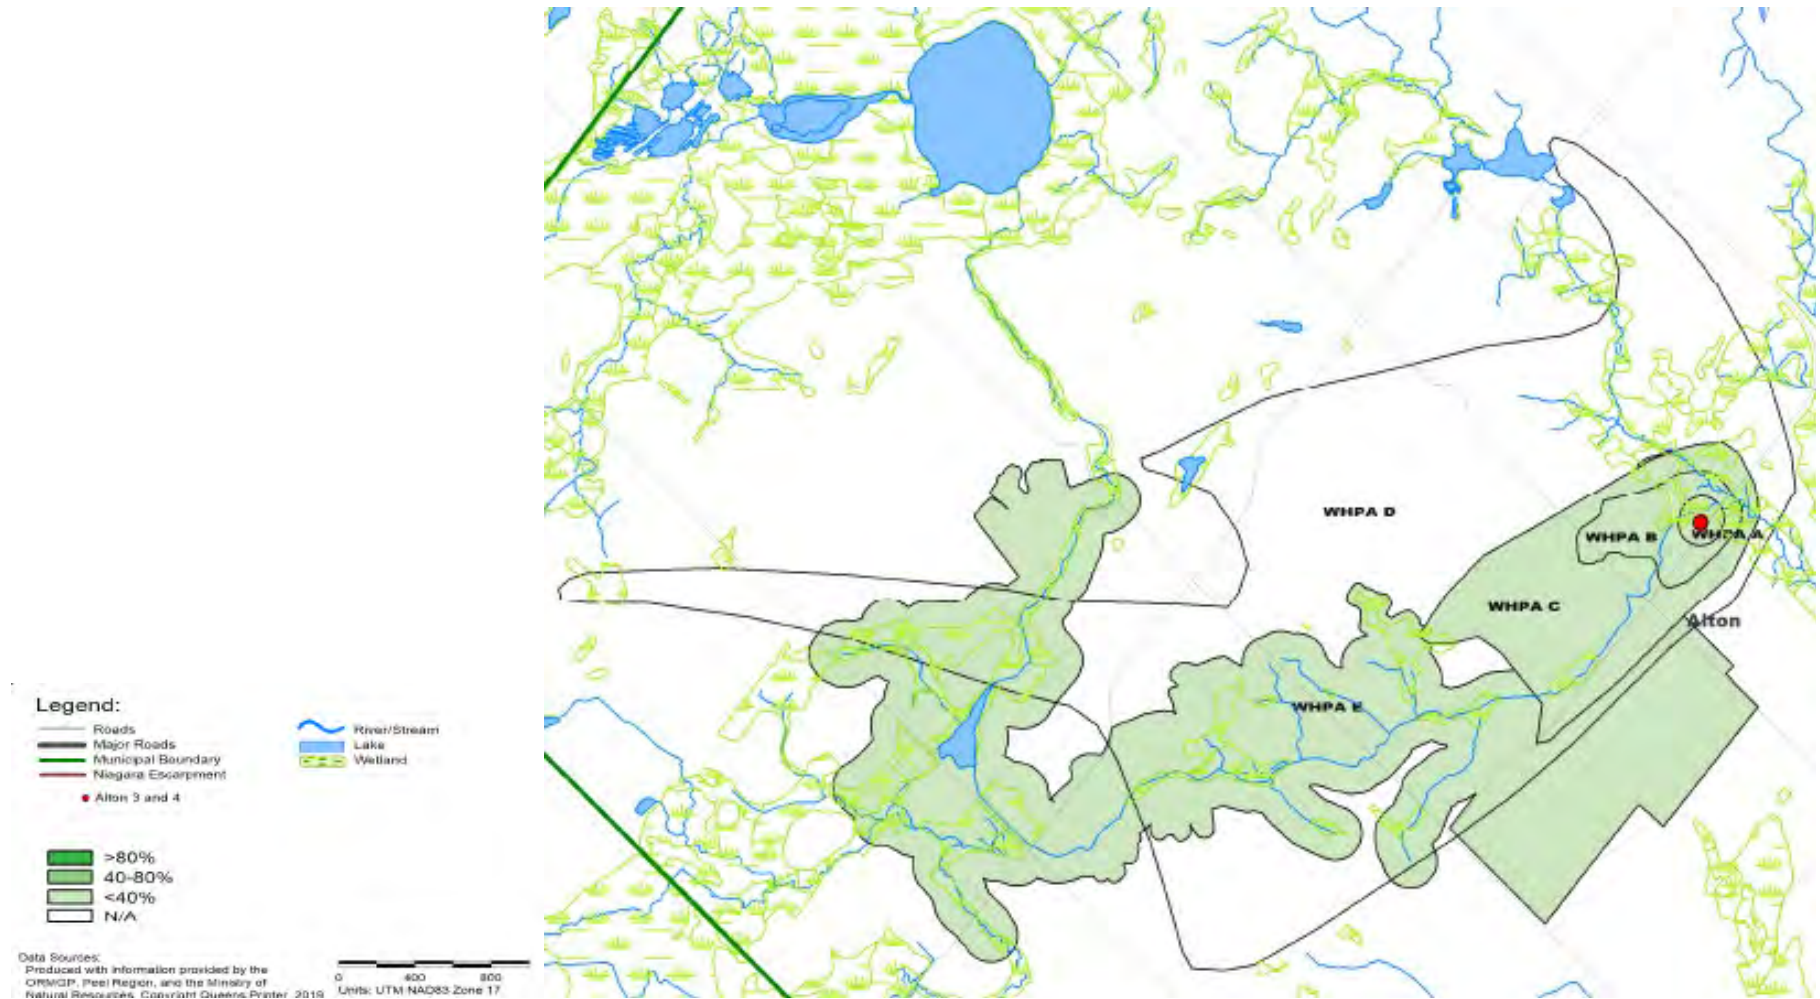 WHPA D
WHPA B
WHPA A
WHPA C
Alton
WHPA E
Legend:
Roads
Major Roads
Municipal Boundary
Niagara Escarpment
Alton 3 and 4
River/Stream
Lake
Wetland
>80%
40-80%
<40%
N/A
Data Sources:
Produced with information provided by the
ORMGP, Peel Region, and the Ministry of
Natural Resources. Copyright Queens Printer, 2019
0 400 800
Units: UTM NAD83 Zone 17